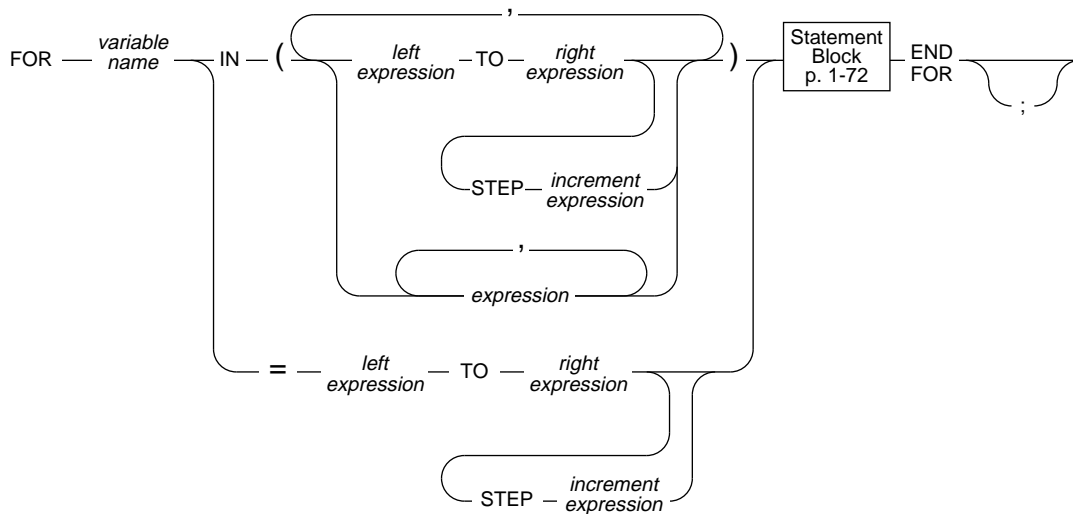 ,
FOR variable name IN ( left expression TO right expression ) Statement Block p. 1-72 END FOR
;
STEP increment expression
,
expression
= left expression TO right expression
STEP increment expression